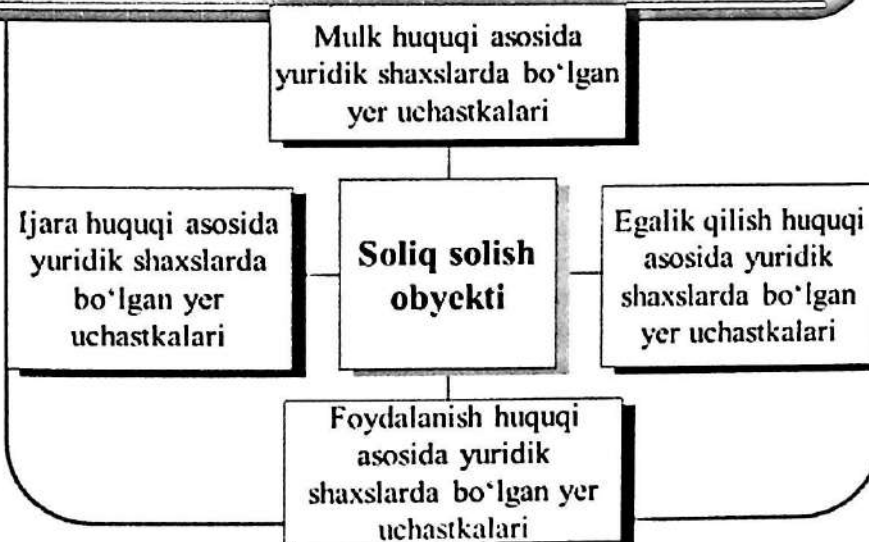 Mulk huquqi asosida
yuridik shaxslarda bo‘lgan
yer uchastkalari
Ijara huquqi asosida
yuridik shaxslarda
bo‘lgan yer
uchastkalari
Soliq solish
obyekti
Egalik qilish huquqi
asosida yuridik
shaxslarda bo‘lgan
yer uchastkalari
Foydalanish huquqi
asosida yuridik
shaxslarda bo‘lgan yer
uchastkalari